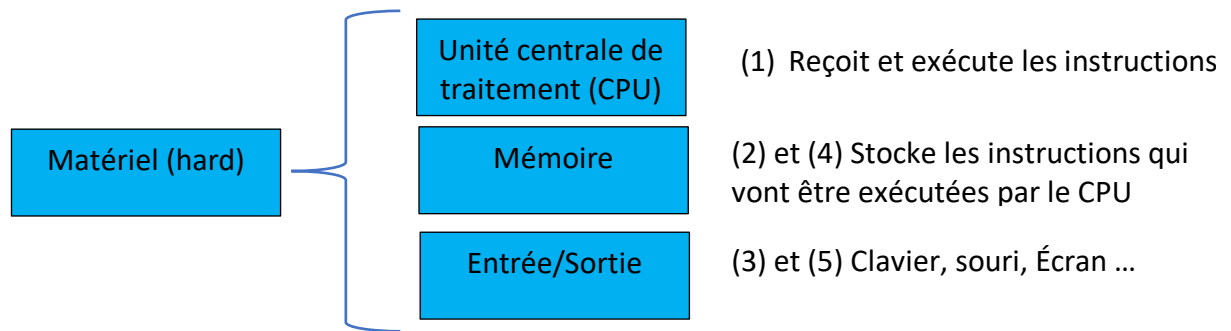 Unité centrale de
traitement (CPU)
(1) Reçoit et exécute les instructions
Matériel (hard)
Mémoire
(2) et (4) Stocke les instructions qui
vont être exécutées par le CPU
Entrée/Sortie
(3) et (5) Clavier, souri, Écran ...